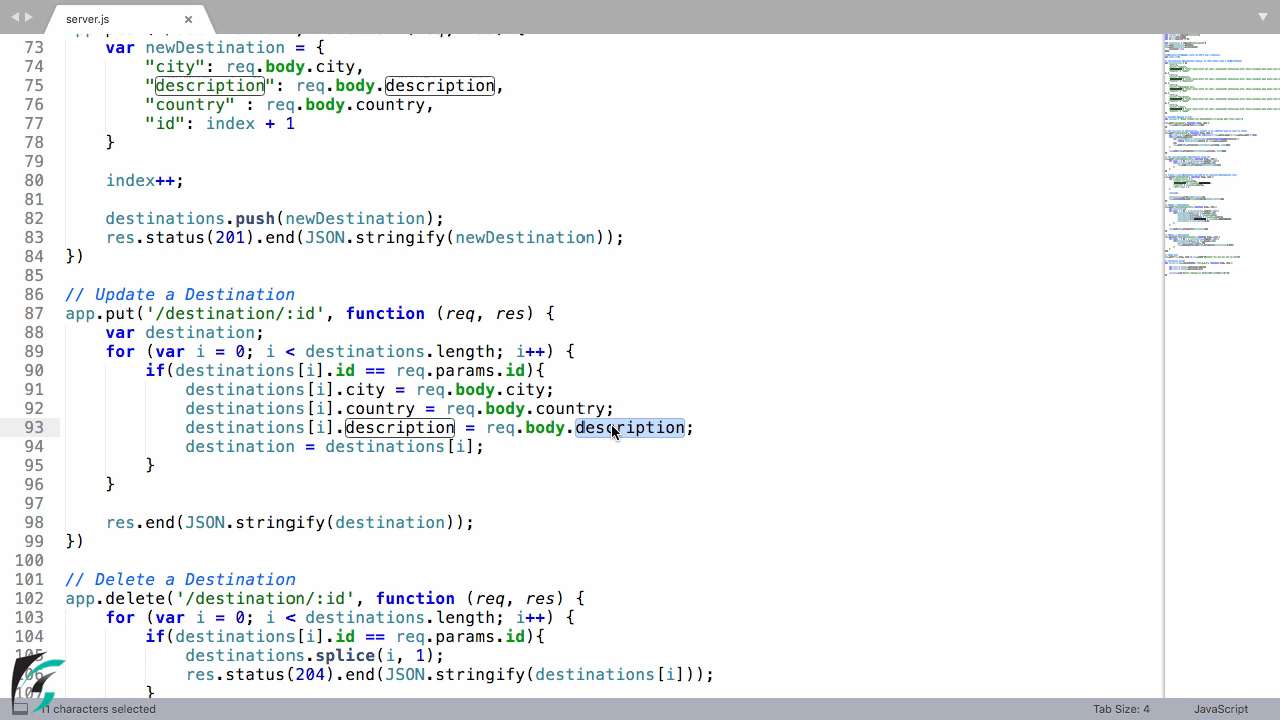 server.js
73 var newDestination = {
74 "city": req.body.city,
75 "description": req.body.description,
76 "country" : req.body.country,
77 "id": index + 1
78 }
79
80 index++;
81
82 destinations.push(newDestination);
83 res.status(201).end(JSON.stringify(newDestination));
84 })
85
86 // Update a Destination
87 app.put('/destination/:id', function (req, res) {
88 var destination;
89 for (var i = 0; i < destinations.length; i++) {
90 if(destinations[i].id == req.params.id){
91 destinations[i].city = req.body.city;
92 destinations[i].country = req.body.country;
93 destinations[i].description = req.body.description;
94 destination = destinations[i];
95 }
96 }
97
98 res.end(JSON.stringify(destination));
99 })
100
101 // Delete a Destination
102 app.delete('/destination/:id', function (req, res) {
103 for (var i = 0; i < destinations.length; i++) {
104 if(destinations[i].id == req.params.id){
105 destinations.splice(i, 1);
106 res.status(204).end(JSON.stringify(destinations[i]));
107 }
11 characters selected
Tab Size: 4
JavaScript